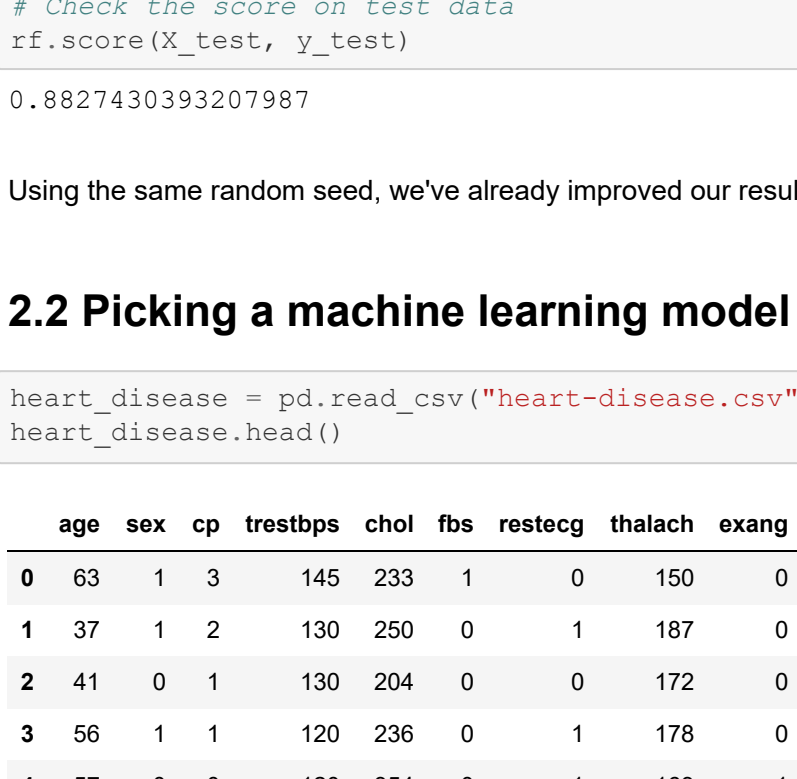 # Check the score on test data
rf.score(X_test, y_test)
0.8827430393207987
Using the same random seed, we've already improved our
2.2 Picking a machine learning model
heart_disease = pd.read_csv("heart-disease.csv"
heart_disease.head()
age sex cp trestbps chol fbs restecg thalach exang
0 63 1 3 145 233 1 0 150 0
1 37 1 2 130 250 0 1 187 0
2 41 0 1 130 204 0 0 172 0
3 56 1 1 120 236 0 1 178 0